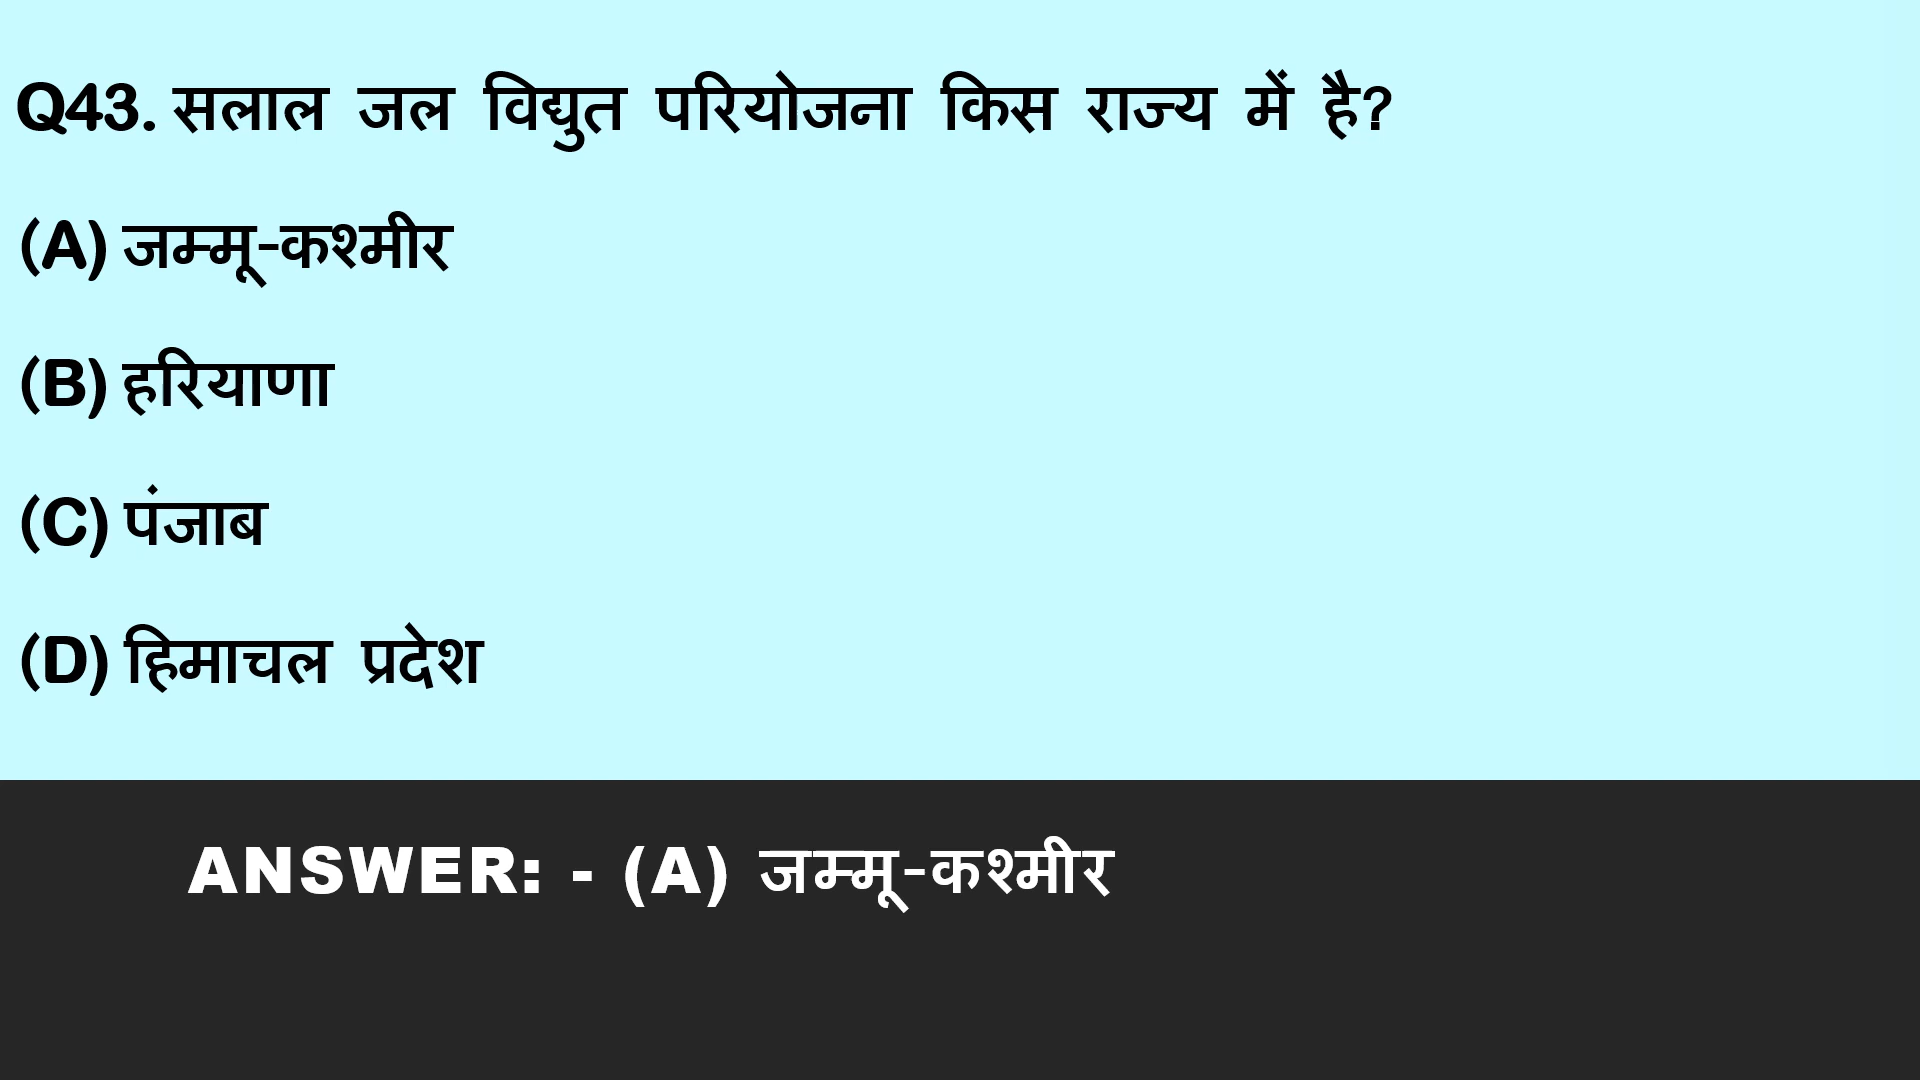 Q43. सलाल जल विद्युत परियोजना किस राज्य में है?
(A) जम्मू-कश्मीर
(B) हरियाणा
(C) पंजाब
(D) हिमाचल प्रदेश
ANSWER: - (A) जम्मू-कश्मीर